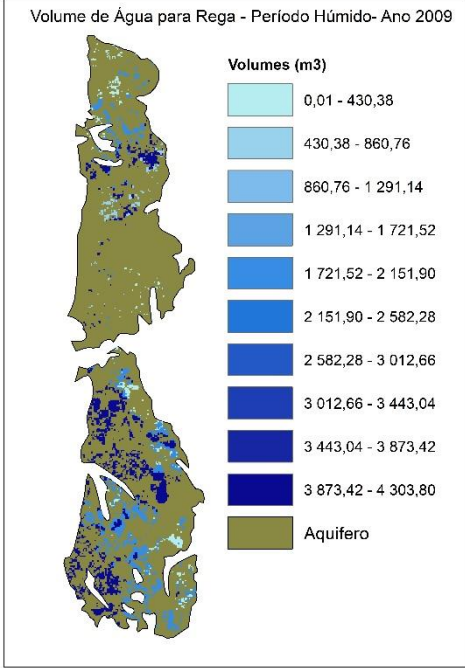 Volume de Água para Rega - Período Húmido- Ano 2009
Volumes (m3)
0,01 - 430,38
430,38 - 860,76
860,76 - 1 291,14
1 291,14 - 1 721,52
1 721,52 - 2 151,90
2 151,90 - 2 582,28
2 582,28 - 3 012,66
3 012,66 - 3 443,04
3 443,04 - 3 873,42
3 873,42 - 4 303,80
Aquifero